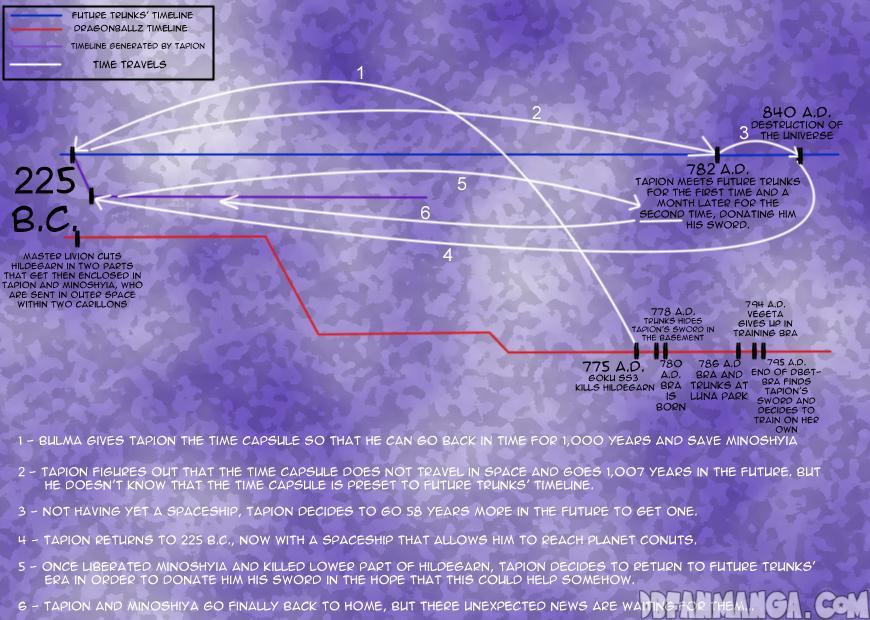 FUTURE TRUNKS' TIMELINE
DRAGONBALLZ TIMELINE
TIMELINE GENERATED BY TAPION
TIME TRAVELS
1
2
3
840 A.D.
DESTRUCTION OF
THE UNIVERSE
225
B.C.
782 A.D.
TAPION MEETS FUTURE TRUNKS
FOR THE FIRST TIME AND A
MONTH LATER FOR THE
SECOND TIME, DONATING HIM
HIS SWORD.
5
6
4
MASTER LIVION CUTS
HILDEGARN IN TWO PARTS
THAT GET THEN ENCLOSED IN
TAPION AND MINOSHYIA, WHO
ARE SENT IN OUTER SPACE
WITHIN TWO CARILLONS
775 A.D.
GOKU SS3
KILLS HILDEGARN
778 A.D.
TRUNKS HIDES
TAPION'S SWORD IN
THE BASEMENT
780
A.D.
BRA
IS
BORN
786 A.D
BRA AND
TRUNKS AT
LUNA PARK
794 A.D.
VEGETA
GIVES UP IN
TRAINING BRA
795 A.D.
END OF DBGT-
BRA FINDS
TAPION'S
SWORD AND
DECIDES TO
TRAIN ON HER
OWN
1 - BULMA GIVES TAPION THE TIME CAPSULE SO THAT HE CAN GO BACK IN TIME FOR 1,000 YEARS AND SAVE MINOSHYIA
2 - TAPION FIGURES OUT THAT THE TIME CAPSULE DOES NOT TRAVEL IN SPACE AND GOES 1,007 YEARS IN THE FUTURE. BUT
HE DOESN'T KNOW THAT THE TIME CAPSULE IS PRESET TO FUTURE TRUNKS' TIMELINE.
3 - NOT HAVING YET A SPACESHIP, TAPION DECIDES TO GO 58 YEARS MORE IN THE FUTURE TO GET ONE.
4 - TAPION RETURNS TO 225 B.C., NOW WITH A SPACESHIP THAT ALLOWS HIM TO REACH PLANET CONUTS.
5 - ONCE LIBERATED MINOSHYIA AND KILLED LOWER PART OF HILDEGARN, TAPION DECIDES TO RETURN TO FUTURE TRUNKS'
ERA IN ORDER TO DONATE HIM HIS SWORD IN THE HOPE THAT THIS COULD HELP SOMEHOW.
6 - TAPION AND MINOSHIYA GO FINALLY BACK TO HOME, BUT THERE UNEXPECTED NEWS ARE WAITING FOR THEM...
DBFANMANGA.COM